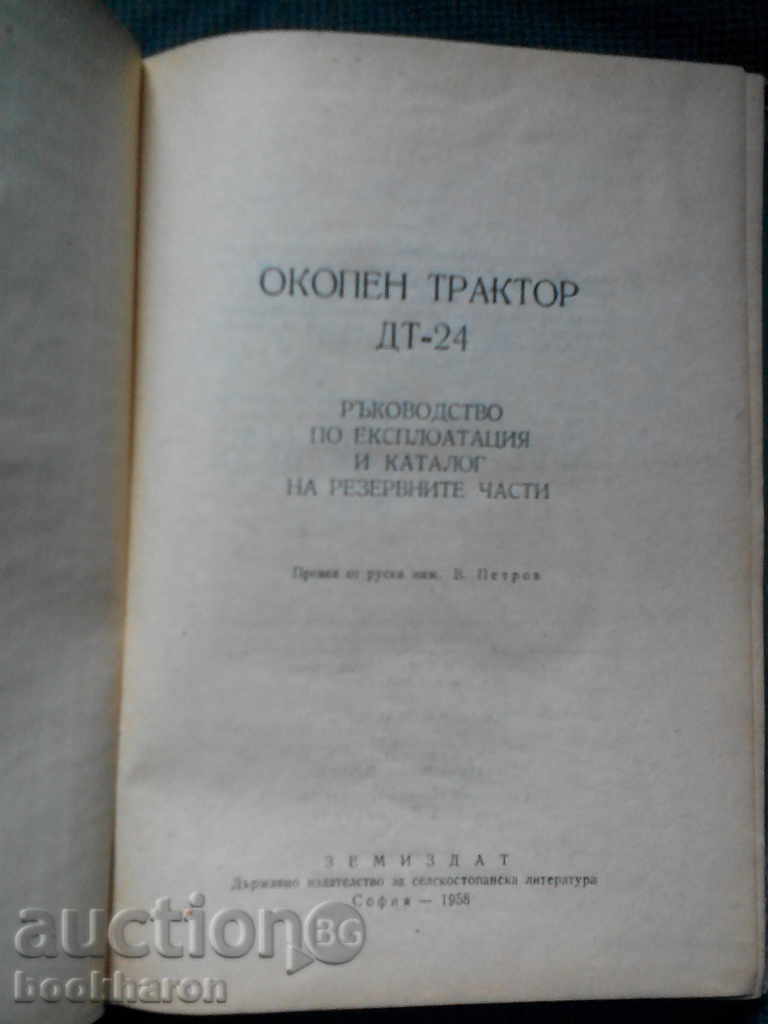 ОКОПЕН ТРАКТОР
ДТ-24
РЪКОВОДСТВО
ПО ЕКСПЛОАТАЦИЯ
И КАТАЛОГ
НА РЕЗЕРВНИТЕ ЧАСТИ
Превел от руски инж. В. Петров
ЗЕМИЗДАТ
Държавно издателство за селскостопанска литература
София — 1958
auction BG
bookharon